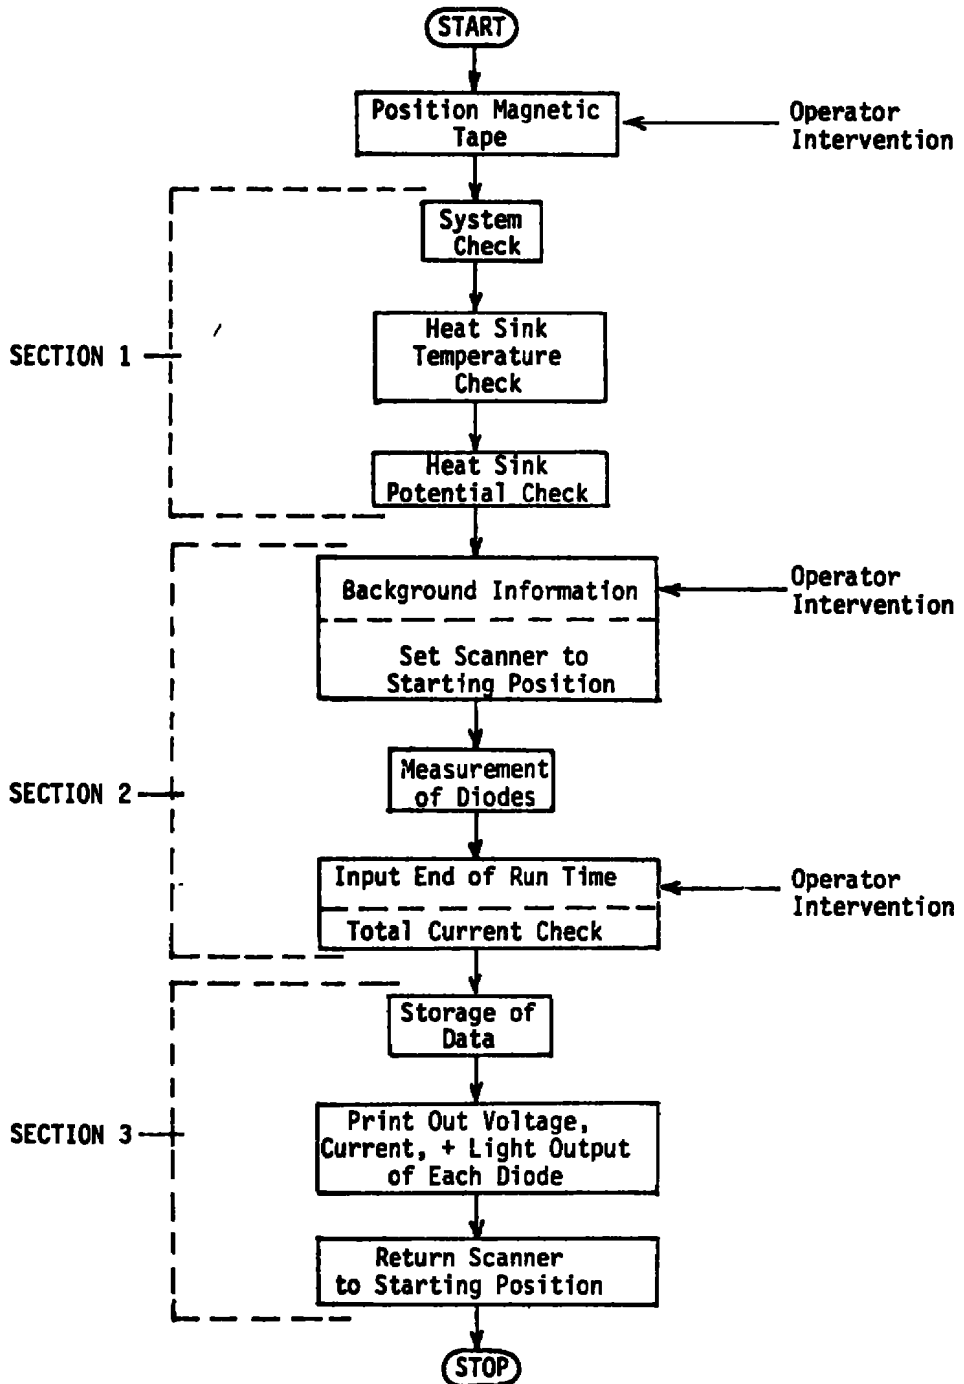 START
Position Magnetic
Tape
Operator
Intervention
System
Check
Heat Sink
Temperature
Check
SECTION 1
Heat Sink
Potential Check
Background Information
Operator
Intervention
Set Scanner to
Starting Position
Measurement
of Diodes
SECTION 2
Input End of Run Time
Operator
Intervention
Total Current Check
Storage of
Data
Print Out Voltage,
Current, + Light Output
of Each Diode
SECTION 3
Return Scanner
to Starting Position
STOP